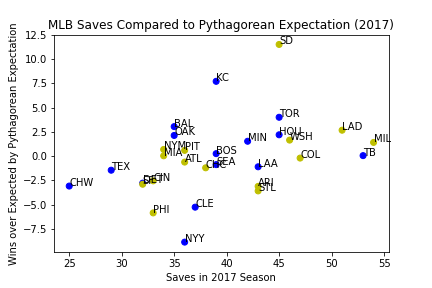 MLB Saves Compared to Pythagorean Expectation (2017)
Wins over Expected by Pythagorean Expectation
12.5
10.0
7.5
5.0
2.5
0.0
−2.5
−5.0
−7.5
SD
KC
TOR
BAL
OAK
HOU
WSH
LAD
MIN
MIL
NYM
PIT
MIA
BOS
TB
COL
ATL
SEA
LAA
TEX
CIN
CHW
ARI
STL
CLE
PHI
NYY
25
30
35
40
45
50
55
Saves in 2017 Season